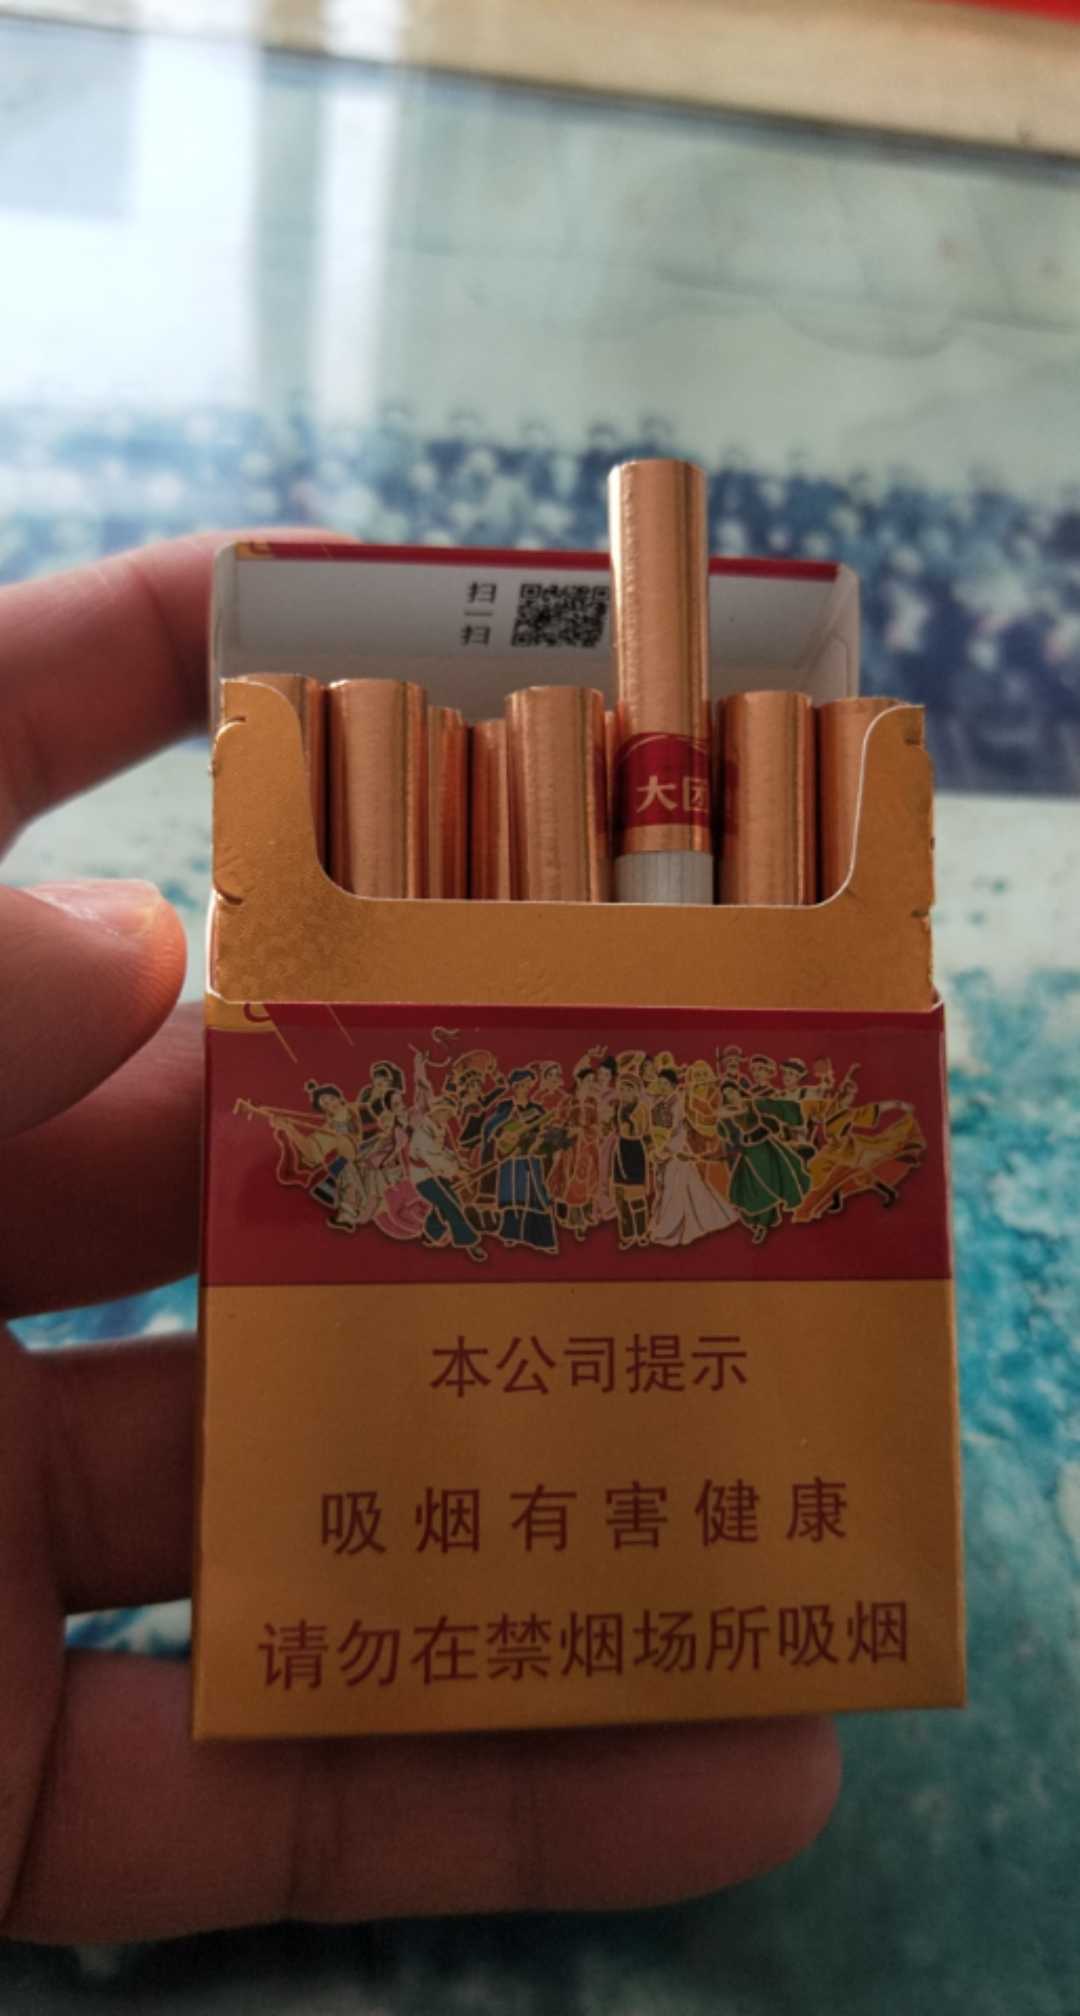 扫一扫
大团
本公司提示
吸烟有害健康
请勿在禁烟场所吸烟